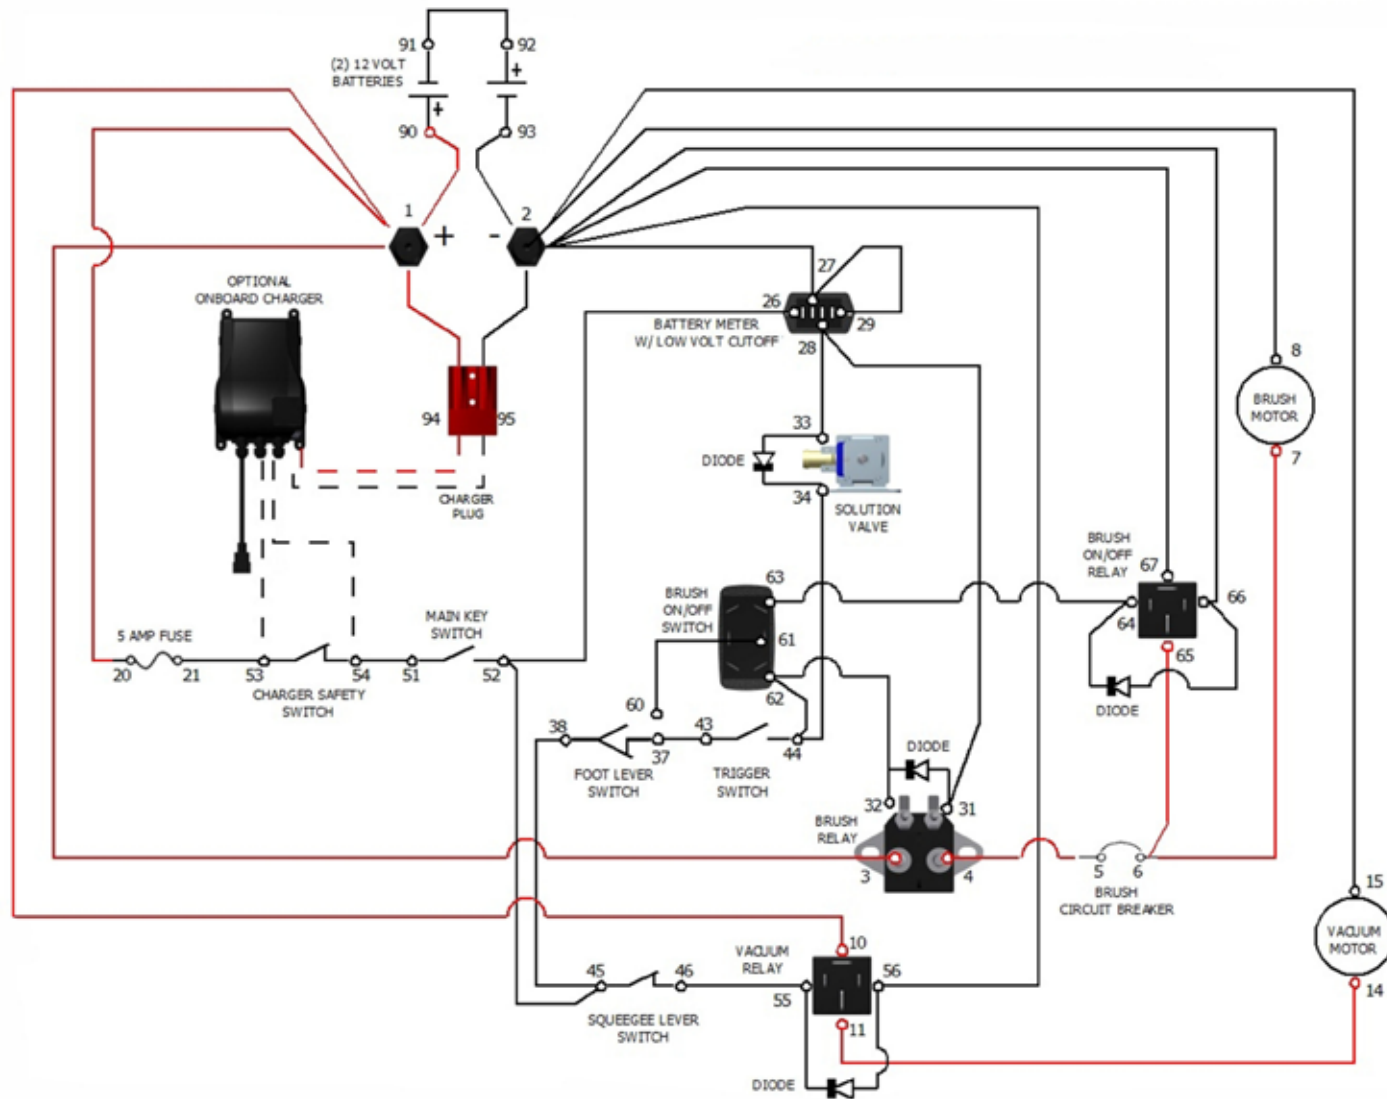 91
92
(2) 12 VOLT
BATTERIES
+
+
90
93
1
+
2
-
OPTIONAL
ONBOARD CHARGER
27
26
29
BATTERY METER
W/ LOW VOLT CUTOFF
28
8
BRUSH
MOTOR
7
94
95
33
DIODE
34
CHARGER
PLUG
SOLUTION
VALVE
BRUSH
ON/OFF
RELAY
67
66
64
65
DIODE
63
BRUSH
ON/OFF
SWITCH
61
62
5 AMP FUSE
MAIN KEY
SWITCH
20
21
53
54
51
52
CHARGER SAFETY
SWITCH
60
38
37
43
44
FOOT LEVER
SWITCH
TRIGGER
SWITCH
DIODE
32
31
BRUSH
RELAY
3
4
5
6
BRUSH
CIRCUIT BREAKER
15
VACUUM
MOTOR
14
10
VACUUM
RELAY
45
46
55
56
SQUEEGEE LEVER
SWITCH
11
DIODE